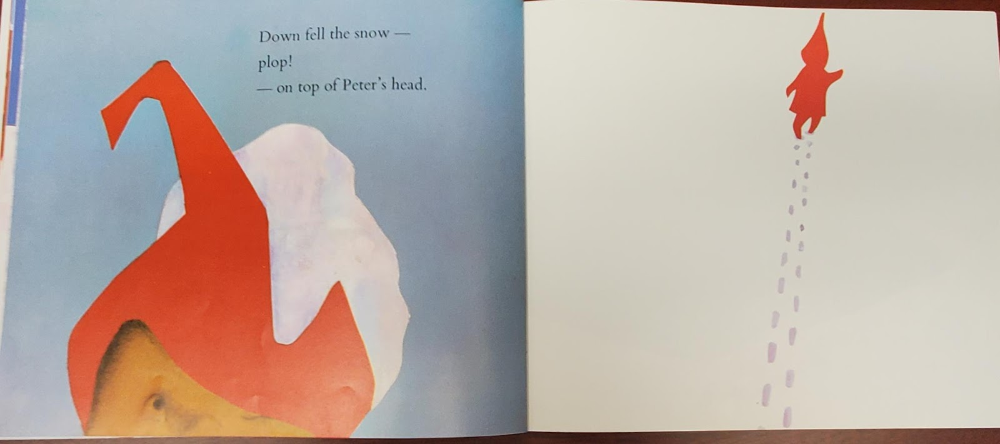 Down fell the snow —
plop!
— on top of Peter's head.